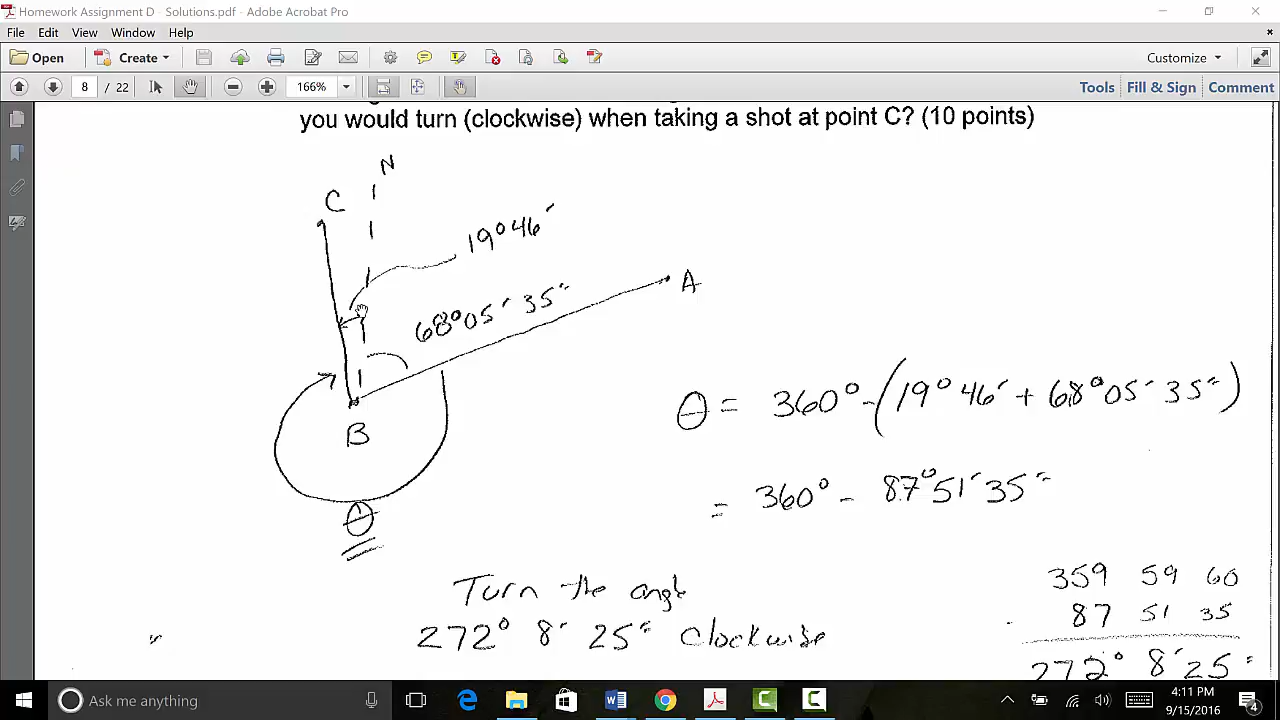 Homework Assignment D - Solutions.pdf - Adobe Acrobat Pro
File Edit View Window Help
Open Create Customize
8 / 22 166% Tools Fill & Sign Comment
you would turn (clockwise) when taking a shot at point C? (10 points)
N
C
19°46'
A
68°05'35"
B
θ
θ = 360° - (19°46' + 68°05'35")
= 360° - 87°51'35"
359 59 60
- 87 51 35
272° 8' 25"
Turn the angle
272° 8' 25" clockwise
Ask me anything
4:11 PM
9/15/2016
4